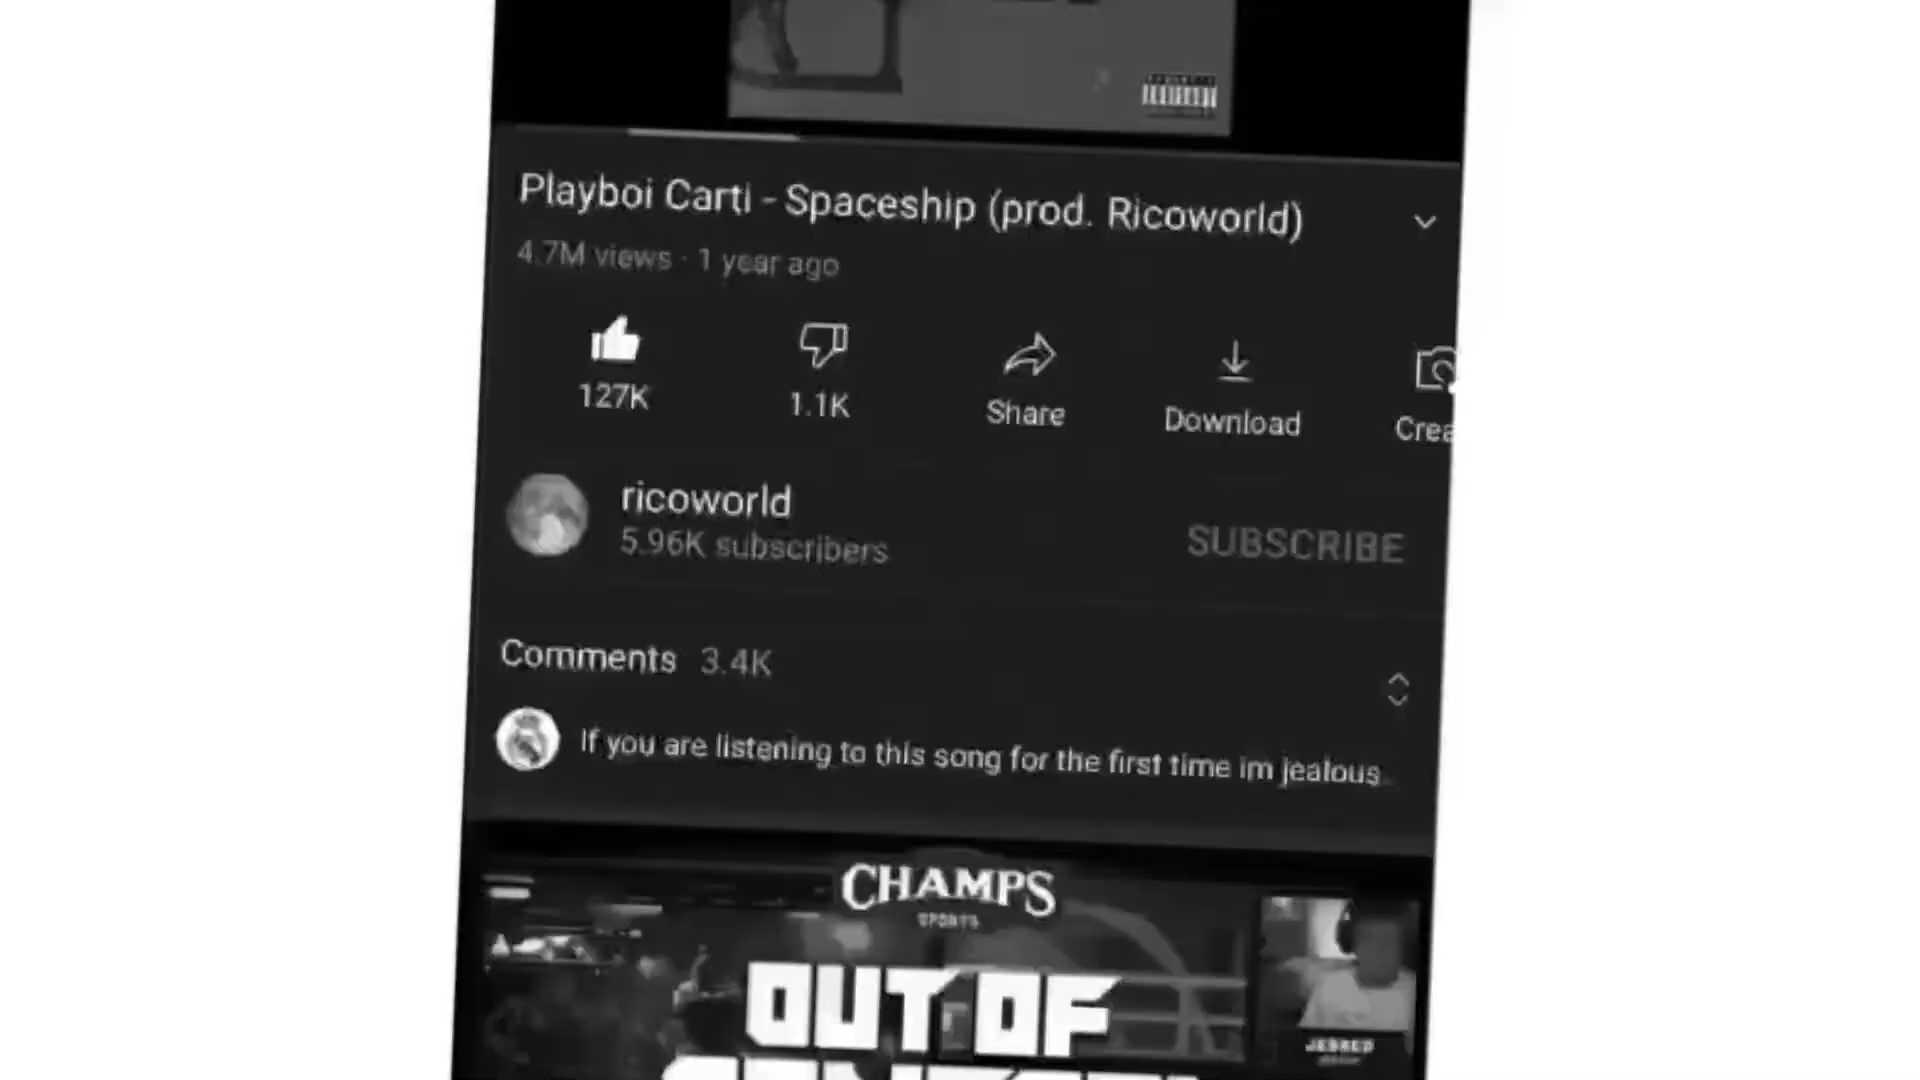 Playboi Carti - Spaceship (prod. Ricoworld)
4.7M views · 1 year ago
127K
1.1K
Share
Download
Crea
ricoworld
5.96K subscribers
SUBSCRIBE
Comments 3.4K
If you are listening to this song for the first time im jealous
CHAMPS
SPORTS
OUT OF